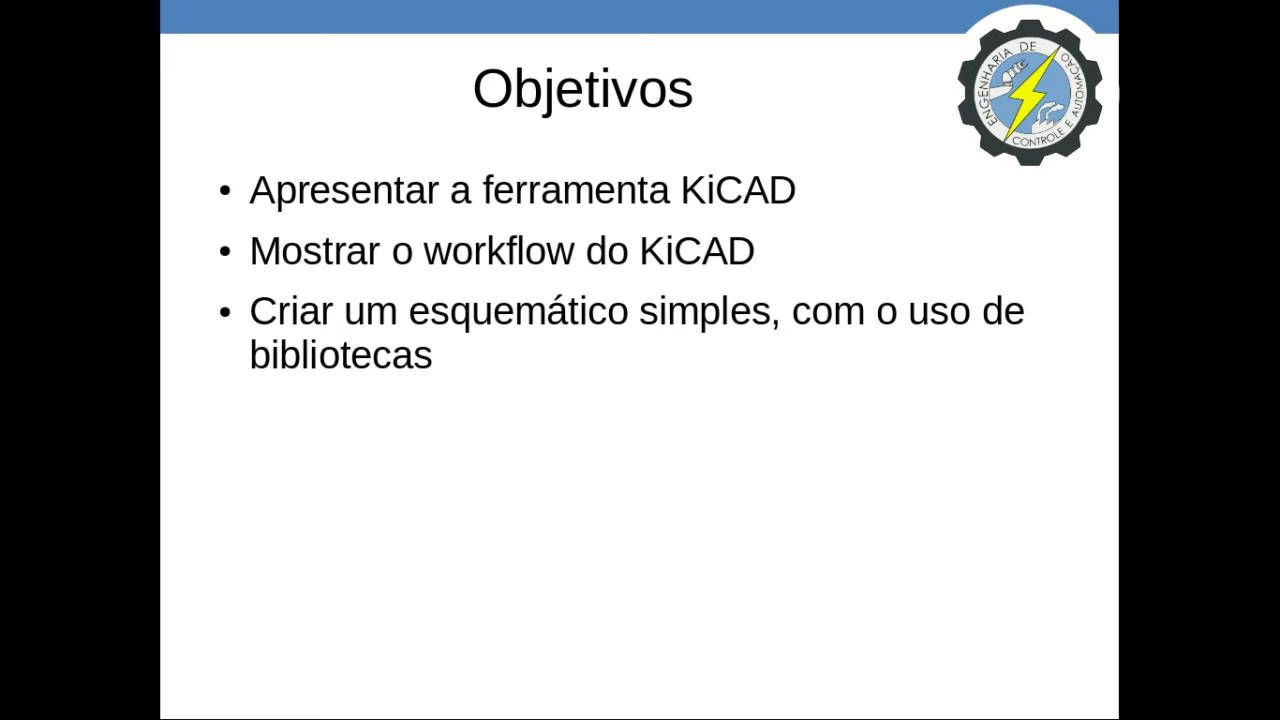 Objetivos
ENGENHARIA DE
CONTROLE E AUTOMAÇÃO
• Apresentar a ferramenta KiCAD
• Mostrar o workflow do KiCAD
• Criar um esquemático simples, com o uso de
bibliotecas